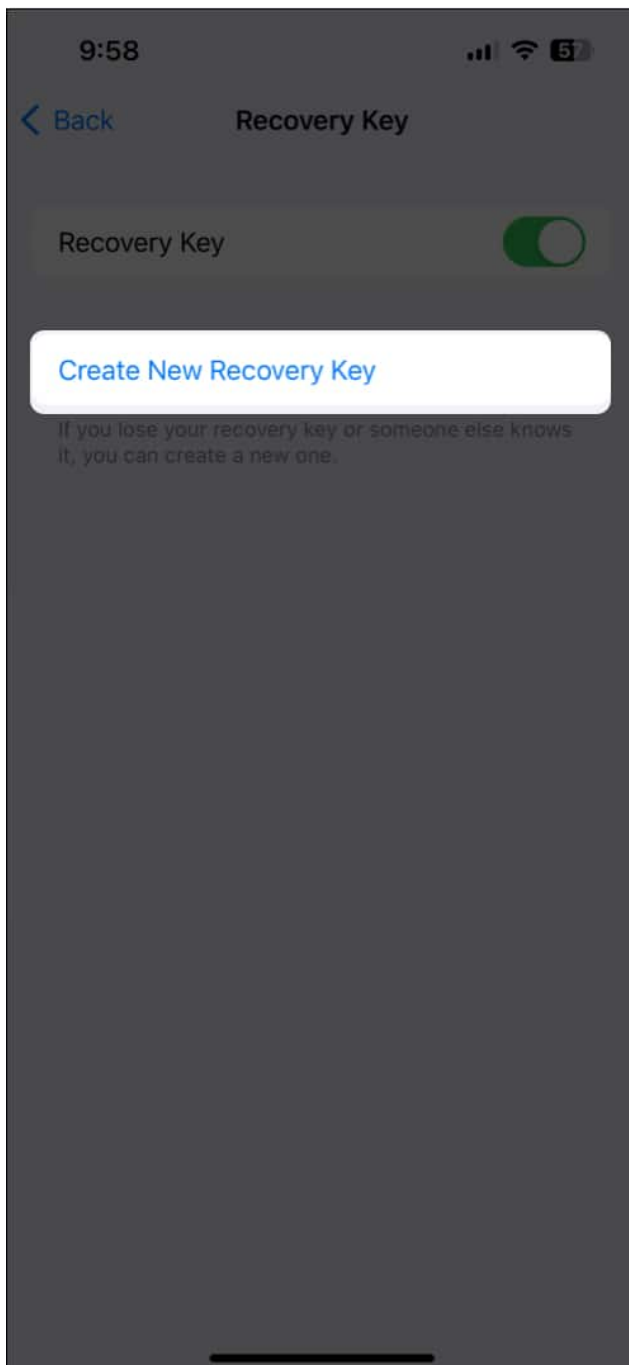 9:58
57
Back
Recovery Key
Recovery Key
Create New Recovery Key
If you lose your recovery key or someone else knows
it, you can create a new one.